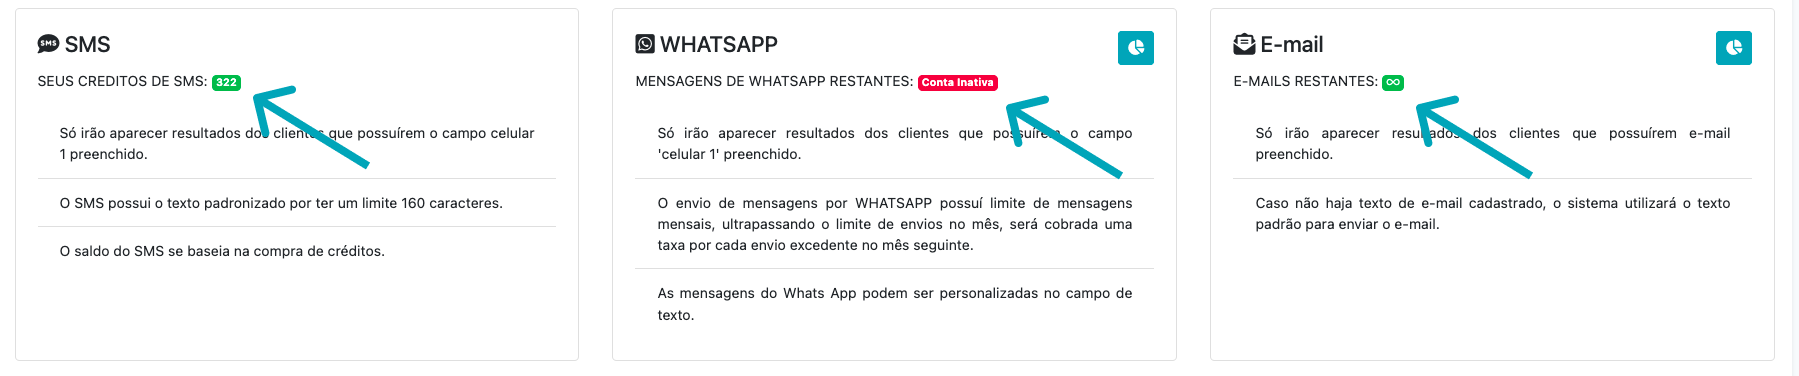 SMS
SEUS CREDITOS DE SMS: 322
Só irão aparecer resultados dos clientes que possuírem o campo celular
1 preenchido.
O SMS possui o texto padronizado por ter um limite 160 caracteres.
O saldo do SMS se baseia na compra de créditos.
WHATSAPP
MENSAGENS DE WHATSAPP RESTANTES: Conta Inativa
Só irão aparecer resultados dos clientes que possuírem o campo
'celular 1' preenchido.
O envio de mensagens por WHATSAPP possuí limite de mensagens
mensais, ultrapassando o limite de envios no mês, será cobrada uma
taxa por cada envio excedente no mês seguinte.
As mensagens do Whats App podem ser personalizadas no campo de
texto.
E-mail
E-MAILS RESTANTES: ∞
Só irão aparecer resultados dos clientes que possuírem e-mail
preenchido.
Caso não haja texto de e-mail cadastrado, o sistema utilizará o texto
padrão para enviar o e-mail.